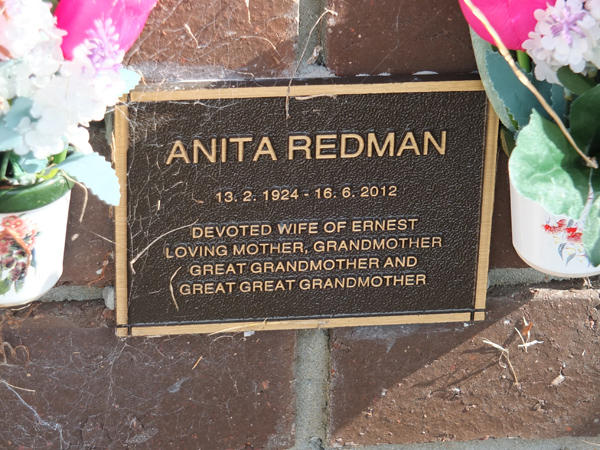 ANITA REDMAN
13. 2. 1924 - 16. 6. 2012
DEVOTED WIFE OF ERNEST
LOVING MOTHER, GRANDMOTHER
GREAT GRANDMOTHER AND
GREAT GREAT GRANDMOTHER